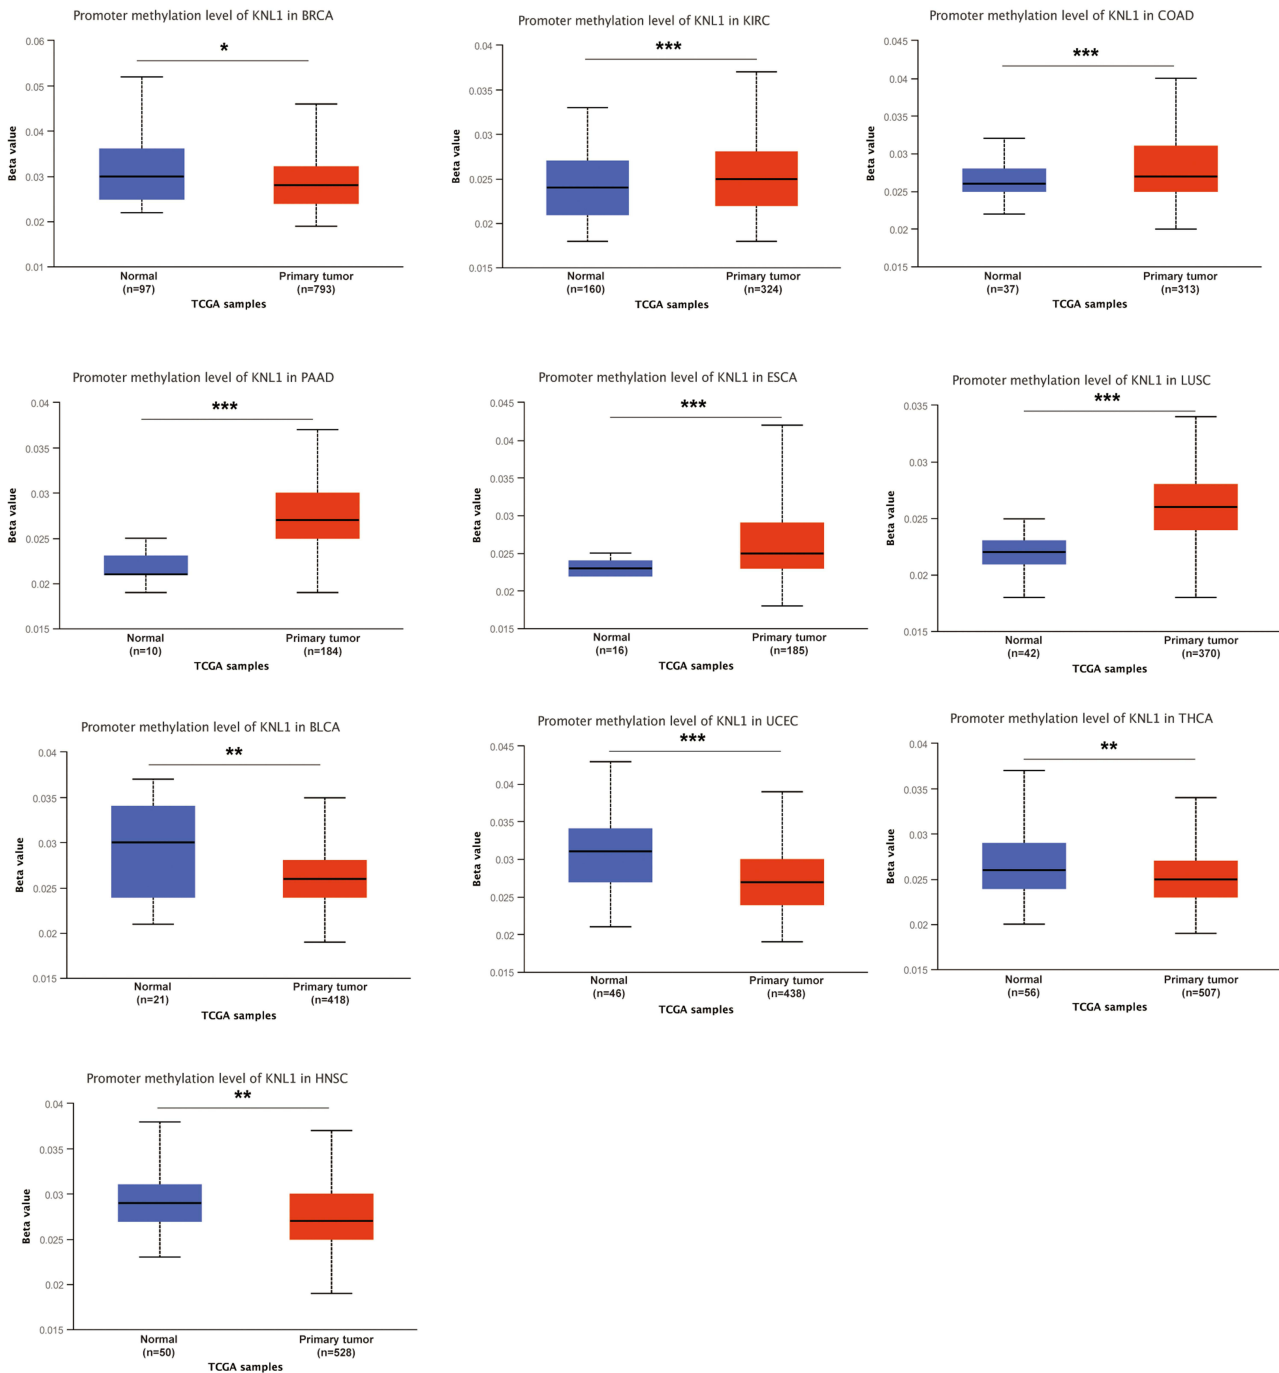 Promoter methylation level of KNL1 in BRCA
*
0.06
0.05
0.04
0.03
0.02
0.01
Beta value
Normal
(n=97)
Primary tumor
(n=793)
TCGA samples
Promoter methylation level of KNL1 in KIRC
***
0.04
0.035
0.03
0.025
0.02
0.015
Beta value
Normal
(n=160)
Primary tumor
(n=324)
TCGA samples
Promoter methylation level of KNL1 in COAD
***
0.045
0.04
0.035
0.03
0.025
0.02
0.015
Beta value
Normal
(n=37)
Primary tumor
(n=313)
TCGA samples
Promoter methylation level of KNL1 in PAAD
***
0.04
0.035
0.03
0.025
0.02
0.015
Beta value
Normal
(n=10)
Primary tumor
(n=184)
TCGA samples
Promoter methylation level of KNL1 in ESCA
***
0.045
0.04
0.035
0.03
0.025
0.02
0.015
Beta value
Normal
(n=16)
Primary tumor
(n=185)
TCGA samples
Promoter methylation level of KNL1 in LUSC
***
0.035
0.03
0.025
0.02
0.015
Beta value
Normal
(n=42)
Primary tumor
(n=370)
TCGA samples
Promoter methylation level of KNL1 in BLCA
**
0.04
0.035
0.03
0.025
0.02
0.015
Beta value
Normal
(n=21)
Primary tumor
(n=418)
TCGA samples
Promoter methylation level of KNL1 in UCEC
***
0.045
0.04
0.035
0.03
0.025
0.02
0.015
Beta value
Normal
(n=46)
Primary tumor
(n=438)
TCGA samples
Promoter methylation level of KNL1 in THCA
**
0.04
0.035
0.03
0.025
0.02
0.015
Beta value
Normal
(n=56)
Primary tumor
(n=507)
TCGA samples
Promoter methylation level of KNL1 in HNSC
**
0.04
0.035
0.03
0.025
0.02
0.015
Beta value
Normal
(n=50)
Primary tumor
(n=528)
TCGA samples